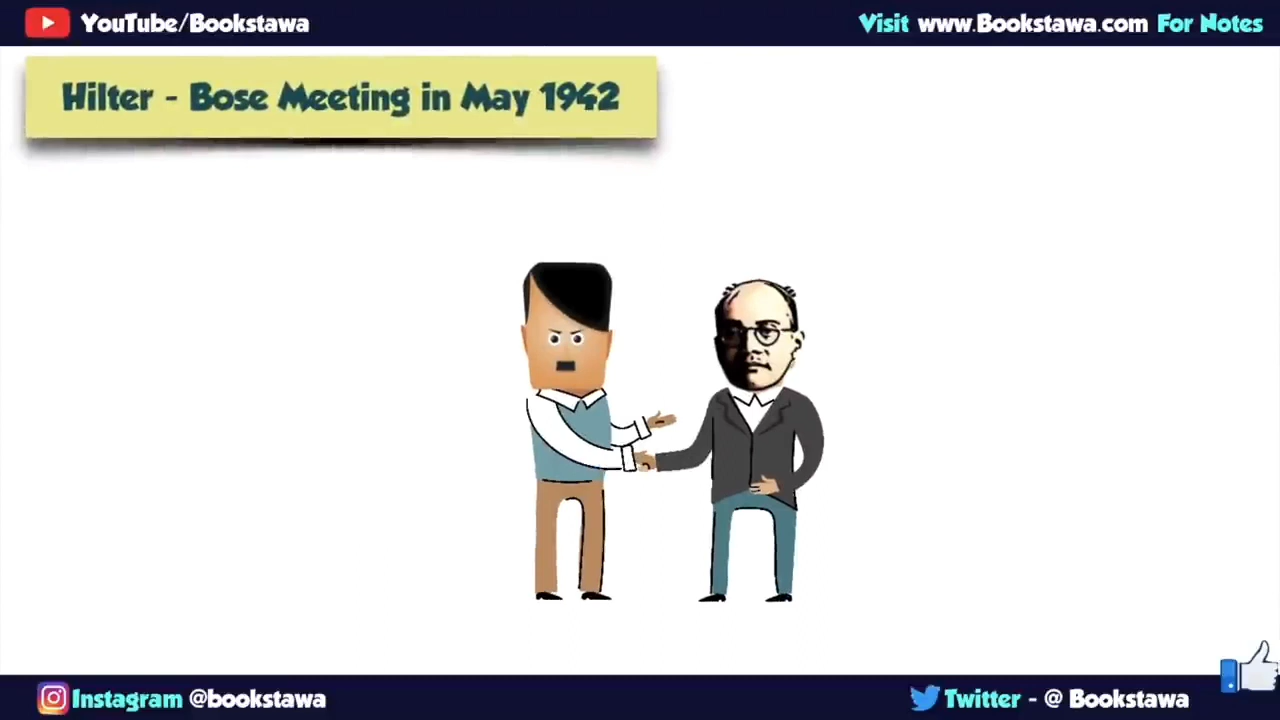 YouTube/Bookstawa
Visit www.Bookstawa.com For Notes
Hilter - Bose Meeting in May 1942
Instagram @bookstawa
Twitter - @ Bookstawa